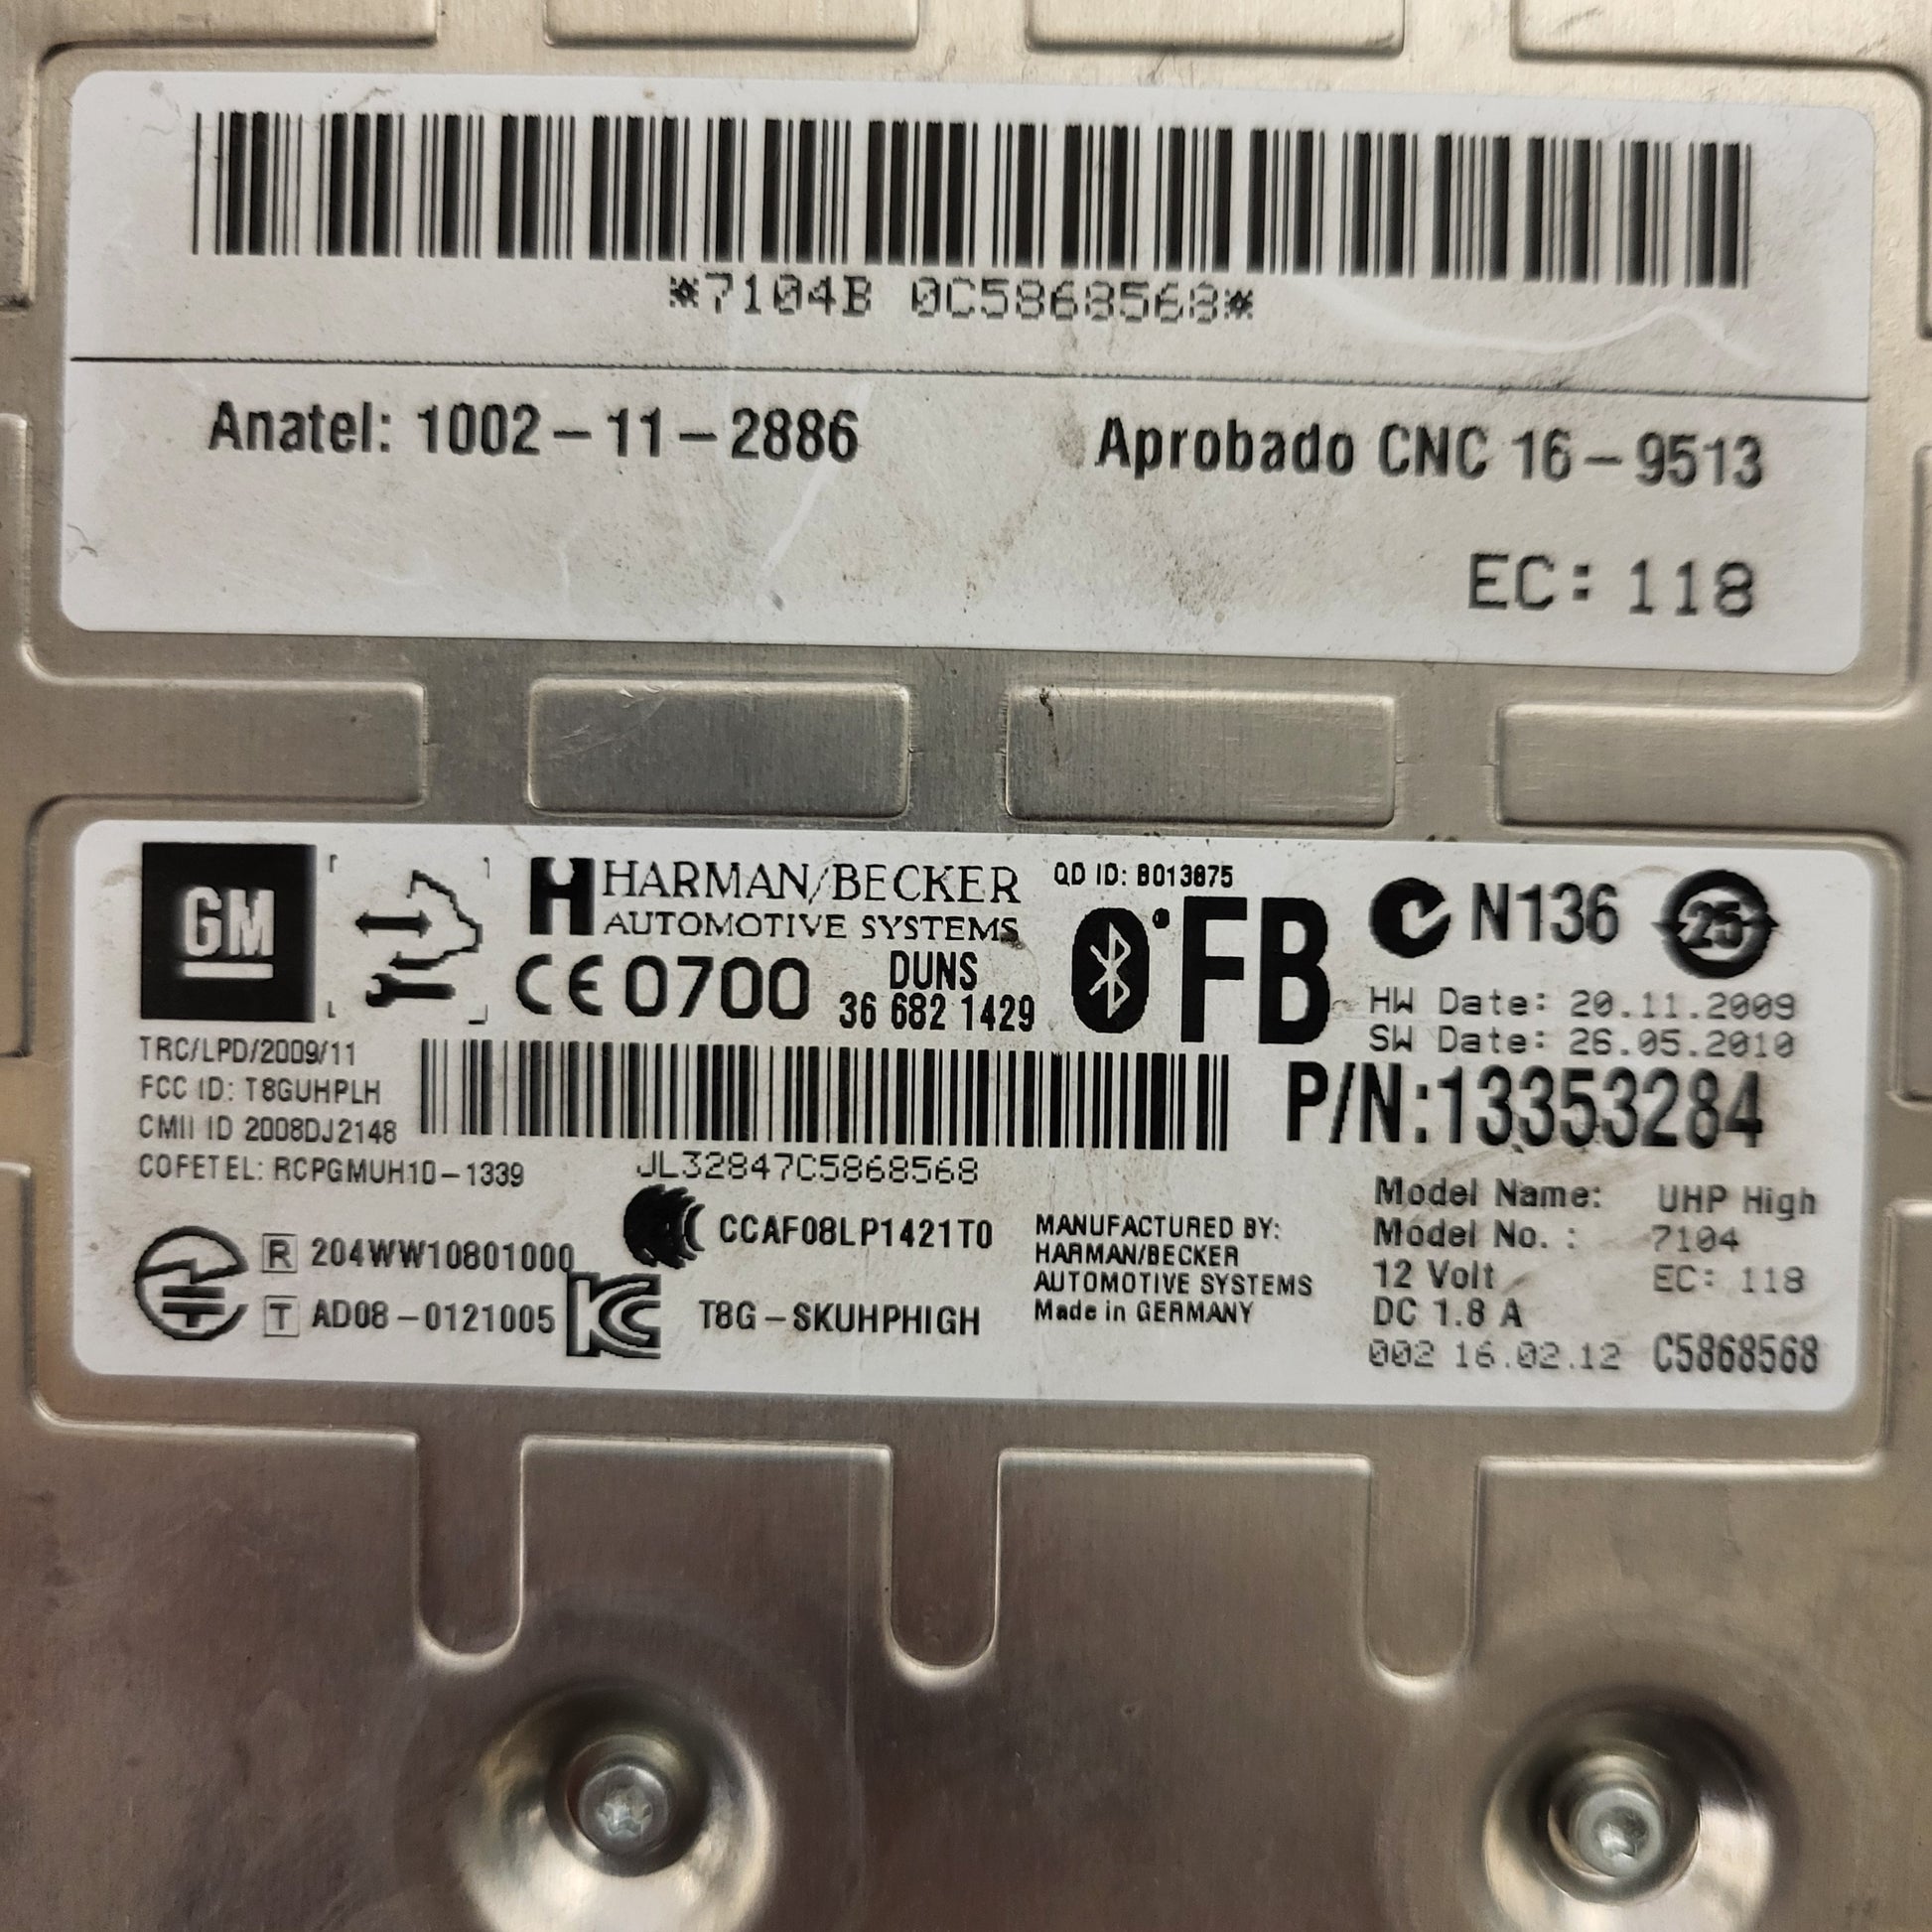 *7104B 0C5868568*
Anatel: 1002-11-2886 Aprobado CNC 16-9513
EC: 118
GM
HARMAN/BECKER
AUTOMOTIVE SYSTEMS
CE 0700
DUNS
36 682 1429
QD ID: B013875
FB
N136
25
HW Date: 20.11.2009
SW Date: 26.05.2010
TRC/LPD/2009/11
FCC ID: T8GUHPLH
CMII ID 2008DJ2148
COFETEL: RCPGMUH10-1339
JL32847C5868568
P/N:13353284
R 204WW10801000
T AD08-0121005
CCAF08LP1421T0
KC T8G-SKUHPHIGH
MANUFACTURED BY:
HARMAN/BECKER
AUTOMOTIVE SYSTEMS
Made in GERMANY
Model Name: UHP High
Model No. : 7104
12 Volt EC: 118
DC 1.8 A
002 16.02.12 C5868568